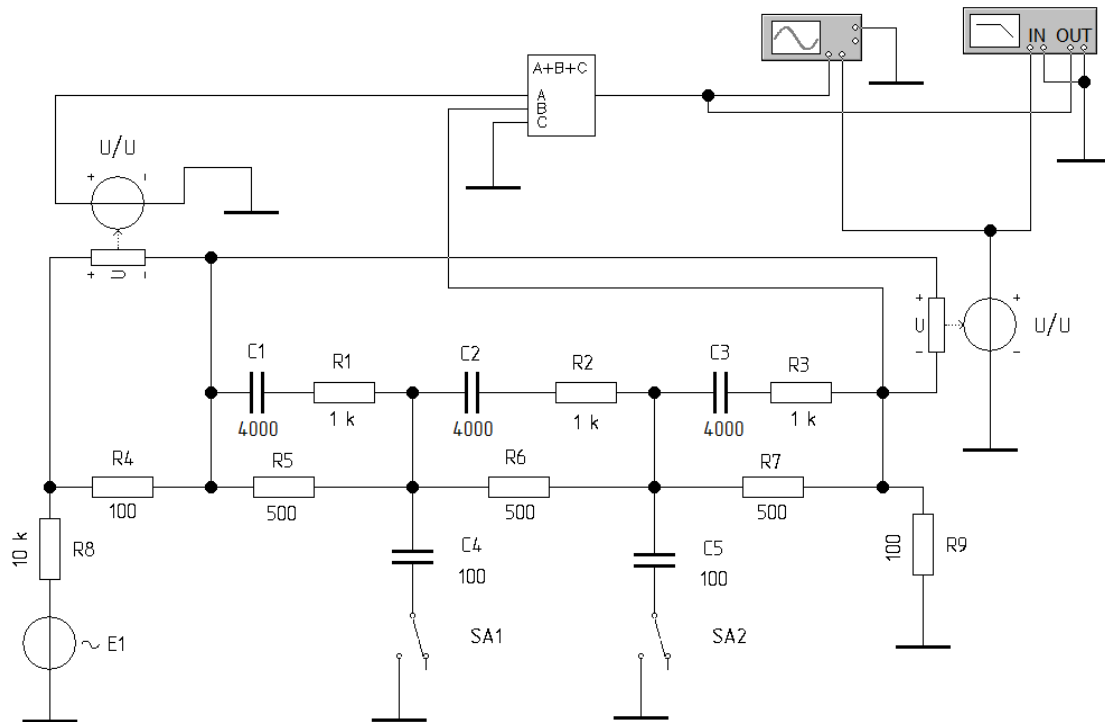 IN OUT
A+B+C
A
B
C
U/U
+ -
+ U -
+
U
-
+
-
U/U
C1
R1
C2
R2
C3
R3
4000
1 k
4000
1 k
4000
1 k
R4
R5
R6
R7
100
500
500
500
10 k
R8
C4
100
C5
100
100
R9
E1
SA1
SA2